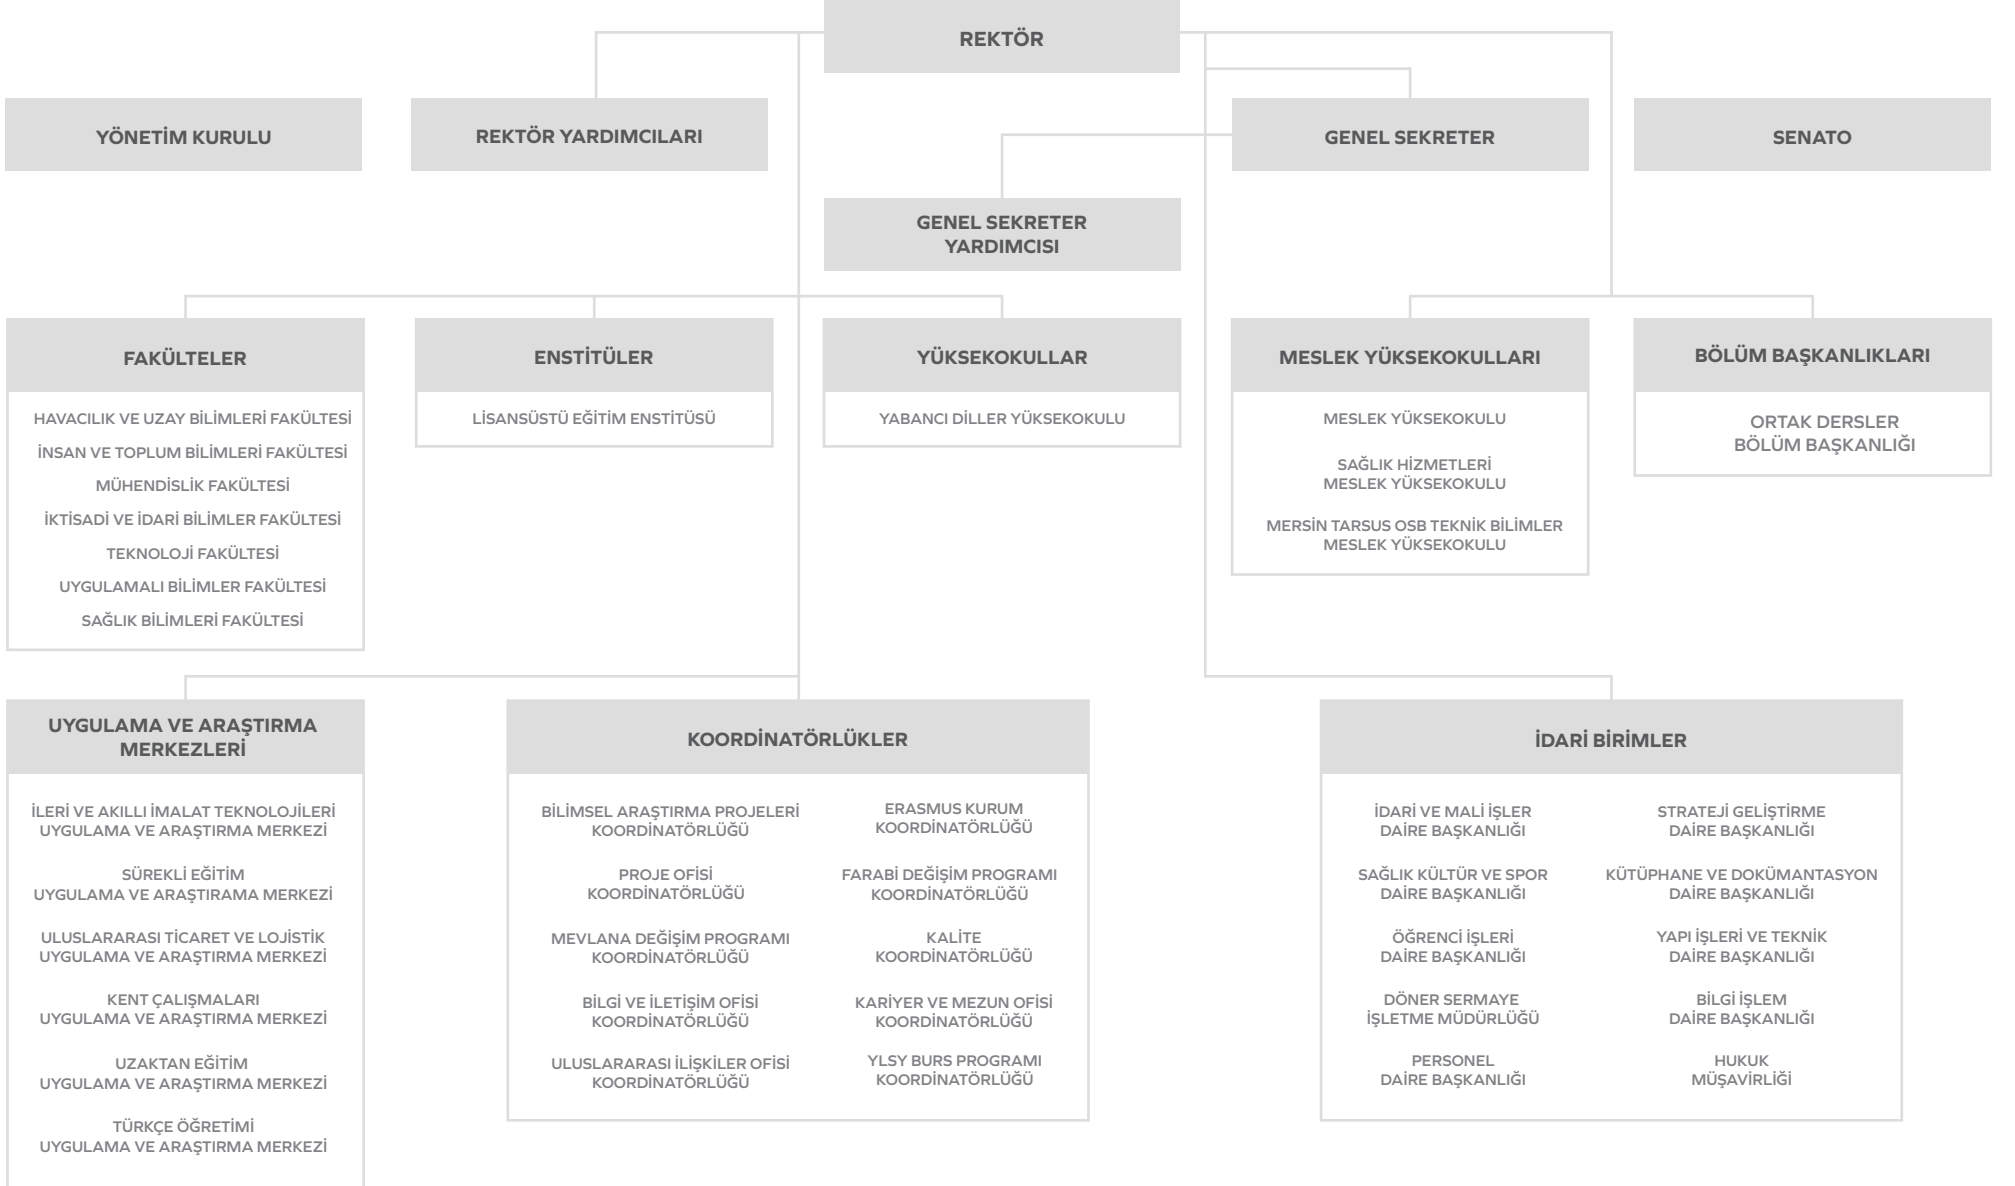 REKTÖR
YÖNETİM KURULU
REKTÖR YARDIMCILARI
GENEL SEKRETER
SENATO
GENEL SEKRETER
YARDIMCISI
FAKÜLTELER
HAVACILIK VE UZAY BİLİMLERİ FAKÜLTESİ
İNSAN VE TOPLUM BİLİMLERİ FAKÜLTESİ
MÜHENDİSLİK FAKÜLTESİ
İKTİSADİ VE İDARİ BİLİMLER FAKÜLTESİ
TEKNOLOJİ FAKÜLTESİ
UYGULAMALI BİLİMLER FAKÜLTESİ
SAĞLIK BİLİMLERİ FAKÜLTESİ
ENSTİTÜLER
LİSANSÜSTÜ EĞİTİM ENSTİTÜSÜ
YÜKSEKOKULLAR
YABANCI DİLLER YÜKSEKOKULU
MESLEK YÜKSEKOKULLARI
MESLEK YÜKSEKOKULU
SAĞLIK HİZMETLERİ
MESLEK YÜKSEKOKULU
MERSİN TARSUS OSB TEKNİK BİLİMLER
MESLEK YÜKSEKOKULU
BÖLÜM BAŞKANLIKLARI
ORTAK DERSLER
BÖLÜM BAŞKANLIĞI
UYGULAMA VE ARAŞTIRMA
MERKEZLERİ
İLERİ VE AKILLI İMALAT TEKNOLOJİLERİ
UYGULAMA VE ARAŞTIRMA MERKEZİ
SÜREKLİ EĞİTİM
UYGULAMA VE ARAŞTIRAMA MERKEZİ
ULUSLARARASI TİCARET VE LOJİSTİK
UYGULAMA VE ARAŞTIRMA MERKEZİ
KENT ÇALIŞMALARI
UYGULAMA VE ARAŞTIRMA MERKEZİ
UZAKTAN EĞİTİM
UYGULAMA VE ARAŞTIRMA MERKEZİ
TÜRKÇE ÖĞRETİMİ
UYGULAMA VE ARAŞTIRMA MERKEZİ
KOORDİNATÖRLÜKLER
BİLİMSEL ARAŞTIRMA PROJELERİ
KOORDİNATÖRLÜĞÜ
PROJE OFİSİ
KOORDİNATÖRLÜĞÜ
MEVLANA DEĞİŞİM PROGRAMI
KOORDİNATÖRLÜĞÜ
BİLGİ VE İLETİŞİM OFİSİ
KOORDİNATÖRLÜĞÜ
ULUSLARARASI İLİŞKİLER OFİSİ
KOORDİNATÖRLÜĞÜ
ERASMUS KURUM
KOORDİNATÖRLÜĞÜ
FARABİ DEĞİŞİM PROGRAMI
KOORDİNATÖRLÜĞÜ
KALİTE
KOORDİNATÖRLÜĞÜ
KARİYER VE MEZUN OFİSİ
KOORDİNATÖRLÜĞÜ
YLSY BURS PROGRAMI
KOORDİNATÖRLÜĞÜ
İDARİ BİRİMLER
İDARİ VE MALİ İŞLER
DAİRE BAŞKANLIĞI
SAĞLIK KÜLTÜR VE SPOR
DAİRE BAŞKANLIĞI
ÖĞRENCİ İŞLERİ
DAİRE BAŞKANLIĞI
DÖNER SERMAYE
İŞLETME MÜDÜRLÜĞÜ
PERSONEL
DAİRE BAŞKANLIĞI
STRATEJİ GELİŞTİRME
DAİRE BAŞKANLIĞI
KÜTÜPHANE VE DOKÜMANTASYON
DAİRE BAŞKANLIĞI
YAPI İŞLERİ VE TEKNİK
DAİRE BAŞKANLIĞI
BİLGİ İŞLEM
DAİRE BAŞKANLIĞI
HUKUK
MÜŞAVİRLİĞİ